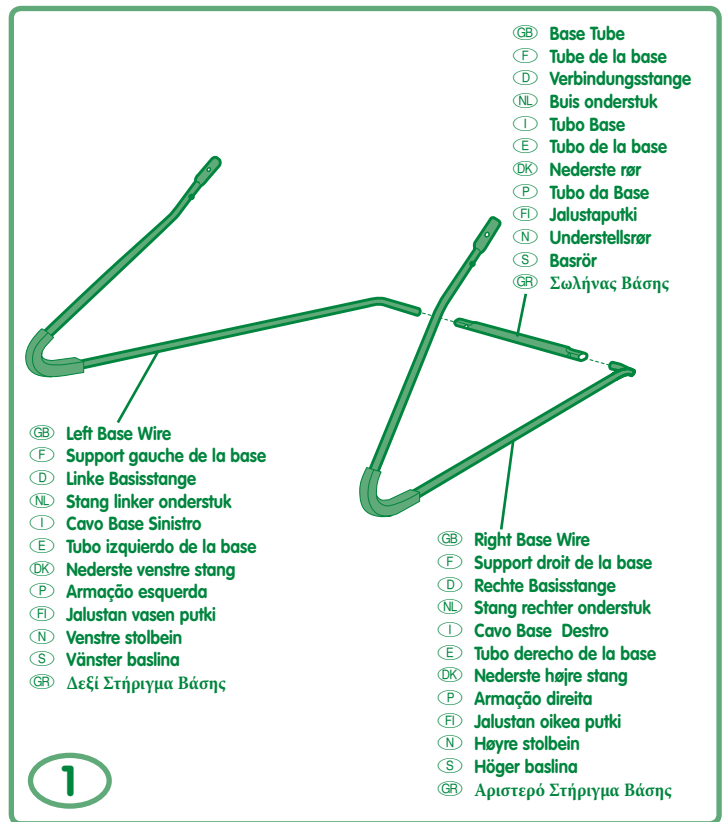 GB Base Tube
F Tube de la base
D Verbindungsstange
NL Buis onderstuk
I Tubo Base
E Tubo de la base
DK Nederste rør
P Tubo da Base
FI Jalustaputki
N Understellsrør
S Basrör
GR Σωλήνας Βάσης
GB Left Base Wire
F Support gauche de la base
D Linke Basisstange
NL Stang linker onderstuk
I Cavo Base Sinistro
E Tubo izquierdo de la base
DK Nederste venstre stang
P Armação esquerda
FI Jalustan vasen putki
N Venstre stolbein
S Vänster baslina
GR Δεξί Στήριγμα Βάσης
GB Right Base Wire
F Support droit de la base
D Rechte Basisstange
NL Stang rechter onderstuk
I Cavo Base Destro
E Tubo derecho de la base
DK Nederste højre stang
P Armação direita
FI Jalustan oikea putki
N Høyre stolbein
S Höger baslina
GR Αριστερό Στήριγμα Βάσης
1